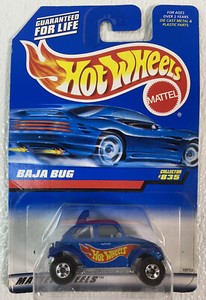 GUARANTEED
FOR LIFE
FOR AGES
OVER 3 YEARS.
DIE CAST METAL &
PLASTIC PARTS
Hot Wheels
MATTEL
BAJA BUG
COLLECTOR
#835
Hot Wheels
WHEELS